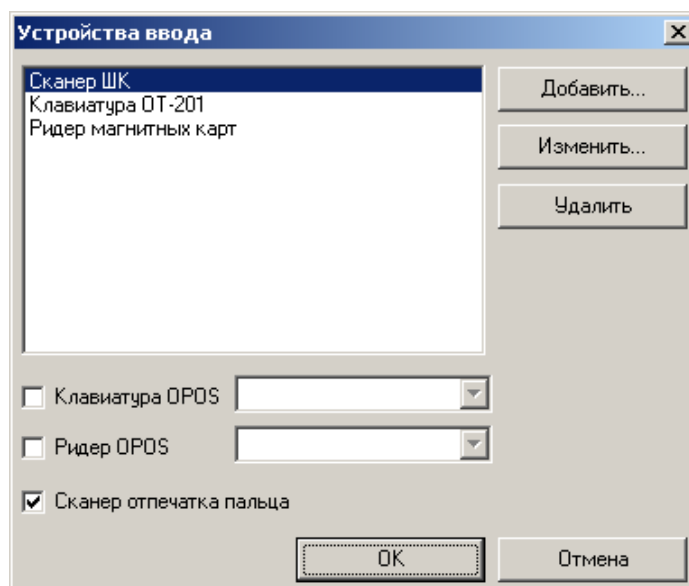 Устройства ввода
Сканер ШК
Клавиатура ОТ-201
Ридер магнитных карт
Добавить...
Изменить...
Удалить
Клавиатура OPOS
Ридер OPOS
Сканер отпечатка пальца
OK
Отмена